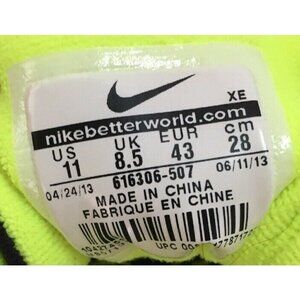 XE
nikebetterworld.com
US UK EUR cm
11 8.5 43 28
04/24/13 616306-507 06/11/13
MADE IN CHINA
FABRIQUE EN CHINE
UPC